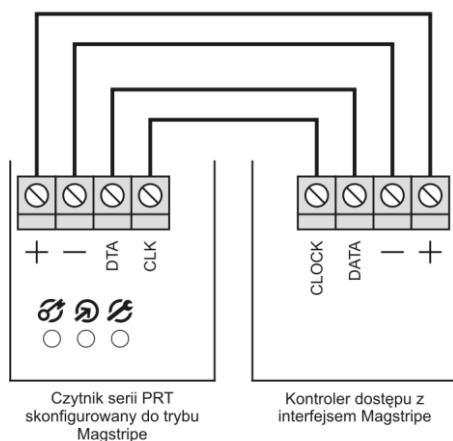 + − DTA CLK
CLOCK DATA − +
Czytnik serii PRT
skonfigurowany do trybu
Magstripe
Kontroler dostępu z
interfejsem Magstripe